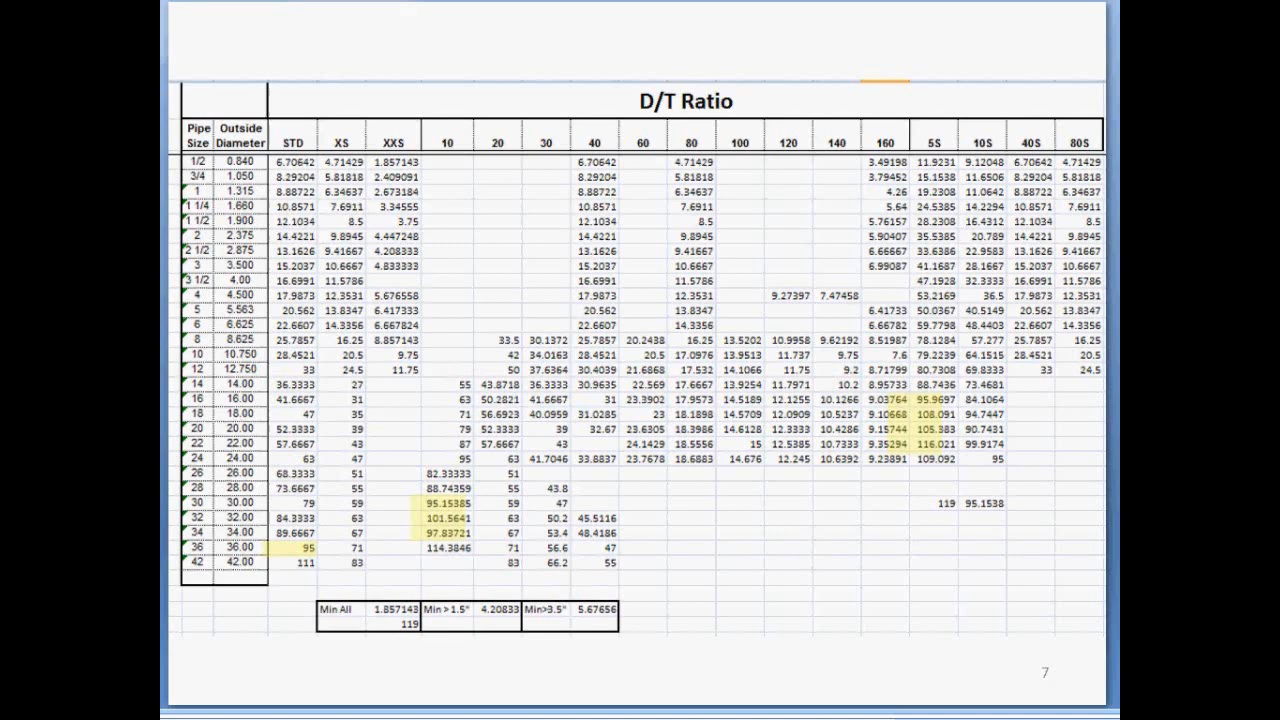 D/T Ratio
Pipe Outside
Size Diameter STD XS XXS 10 20 30 40 60 80 100 120 140 160 5S 10S 40S 80S
1/2 0.840 6.70642 4.71429 1.857143 6.70642 4.71429 3.49198 11.9231 9.12048 6.70642 4.71429
3/4 1.050 8.29204 5.81818 2.409091 8.29204 5.81818 3.79452 15.1538 11.6506 8.29204 5.81818
1 1.315 8.88722 6.34637 2.673184 8.88722 6.34637 4.26 19.2308 11.0642 8.88722 6.34637
1 1/4 1.660 10.8571 7.6911 3.34555 10.8571 7.6911 5.64 24.5385 14.2294 10.8571 7.6911
1 1/2 1.900 12.1034 8.5 3.75 12.1034 8.5 5.76157 28.2308 16.4312 12.1034 8.5
2 2.375 14.4221 9.8945 4.447248 14.4221 9.8945 5.90407 35.5385 20.789 14.4221 9.8945
2 1/2 2.875 13.1626 9.41667 4.208333 13.1626 9.41667 6.66667 33.6386 22.9583 13.1626 9.41667
3 3.500 15.2037 10.6667 4.833333 15.2037 10.6667 6.99087 41.1687 28.1667 15.2037 10.6667
3 1/2 4.00 16.6991 11.5786 16.6991 11.5786 47.1928 32.3333 16.6991 11.5786
4 4.500 17.9873 12.3531 5.676558 17.9873 12.3531 9.27397 7.47458 53.2169 36.5 17.9873 12.3531
5 5.563 20.562 13.8347 6.417333 20.562 13.8347 6.41733 50.0367 40.5149 20.562 13.8347
6 6.625 22.6607 14.3356 6.667824 22.6607 14.3356 6.66782 59.7798 48.4403 22.6607 14.3356
8 8.625 25.7857 16.25 8.857143 33.5 30.1372 25.7857 20.2438 16.25 13.5202 10.9958 9.62192 8.51987 78.1284 57.277 25.7857 16.25
10 10.750 28.4521 20.5 9.75 42 34.0163 28.4521 20.5 17.0976 13.9513 11.737 9.75 7.6 79.2239 64.1515 28.4521 20.5
12 12.750 33 24.5 11.75 50 37.6364 30.4039 21.6868 17.532 14.1066 11.75 9.2 8.71799 80.7308 69.8333 33 24.5
14 14.00 36.3333 27 55 43.8718 36.3333 30.9635 22.569 17.6667 13.9254 11.7971 10.2 8.95733 88.7436 73.4681
16 16.00 41.6667 31 63 50.2821 41.6667 31 23.3902 17.9573 14.5189 12.1255 10.1266 9.03764 95.9697 84.1064
18 18.00 47 35 71 56.6923 40.0959 31.0285 23 18.1898 14.5709 12.0909 10.5237 9.10668 108.091 94.7447
20 20.00 52.3333 39 79 52.3333 39 32.67 23.6305 18.3986 14.6128 12.3333 10.4286 9.15744 105.383 90.7431
22 22.00 57.6667 43 87 57.6667 43 24.1429 18.5556 15 12.5385 10.7333 9.35294 116.021 99.9174
24 24.00 63 47 95 63 41.7046 33.8837 23.7678 18.6883 14.676 12.245 10.6392 9.23891 109.092 95
26 26.00 68.3333 51 82.33333 51
28 28.00 73.6667 55 88.74359 55 43.8
30 30.00 79 59 95.15385 59 47 119 95.1538
32 32.00 84.3333 63 101.5641 63 50.2 45.5116
34 34.00 89.6667 67 97.83721 67 53.4 48.4186
36 36.00 95 71 114.3846 71 56.6 47
42 42.00 111 83 83 66.2 55
Min All 1.857143 Min > 1.5" 4.20833 Min>3.5" 5.67656
119
7